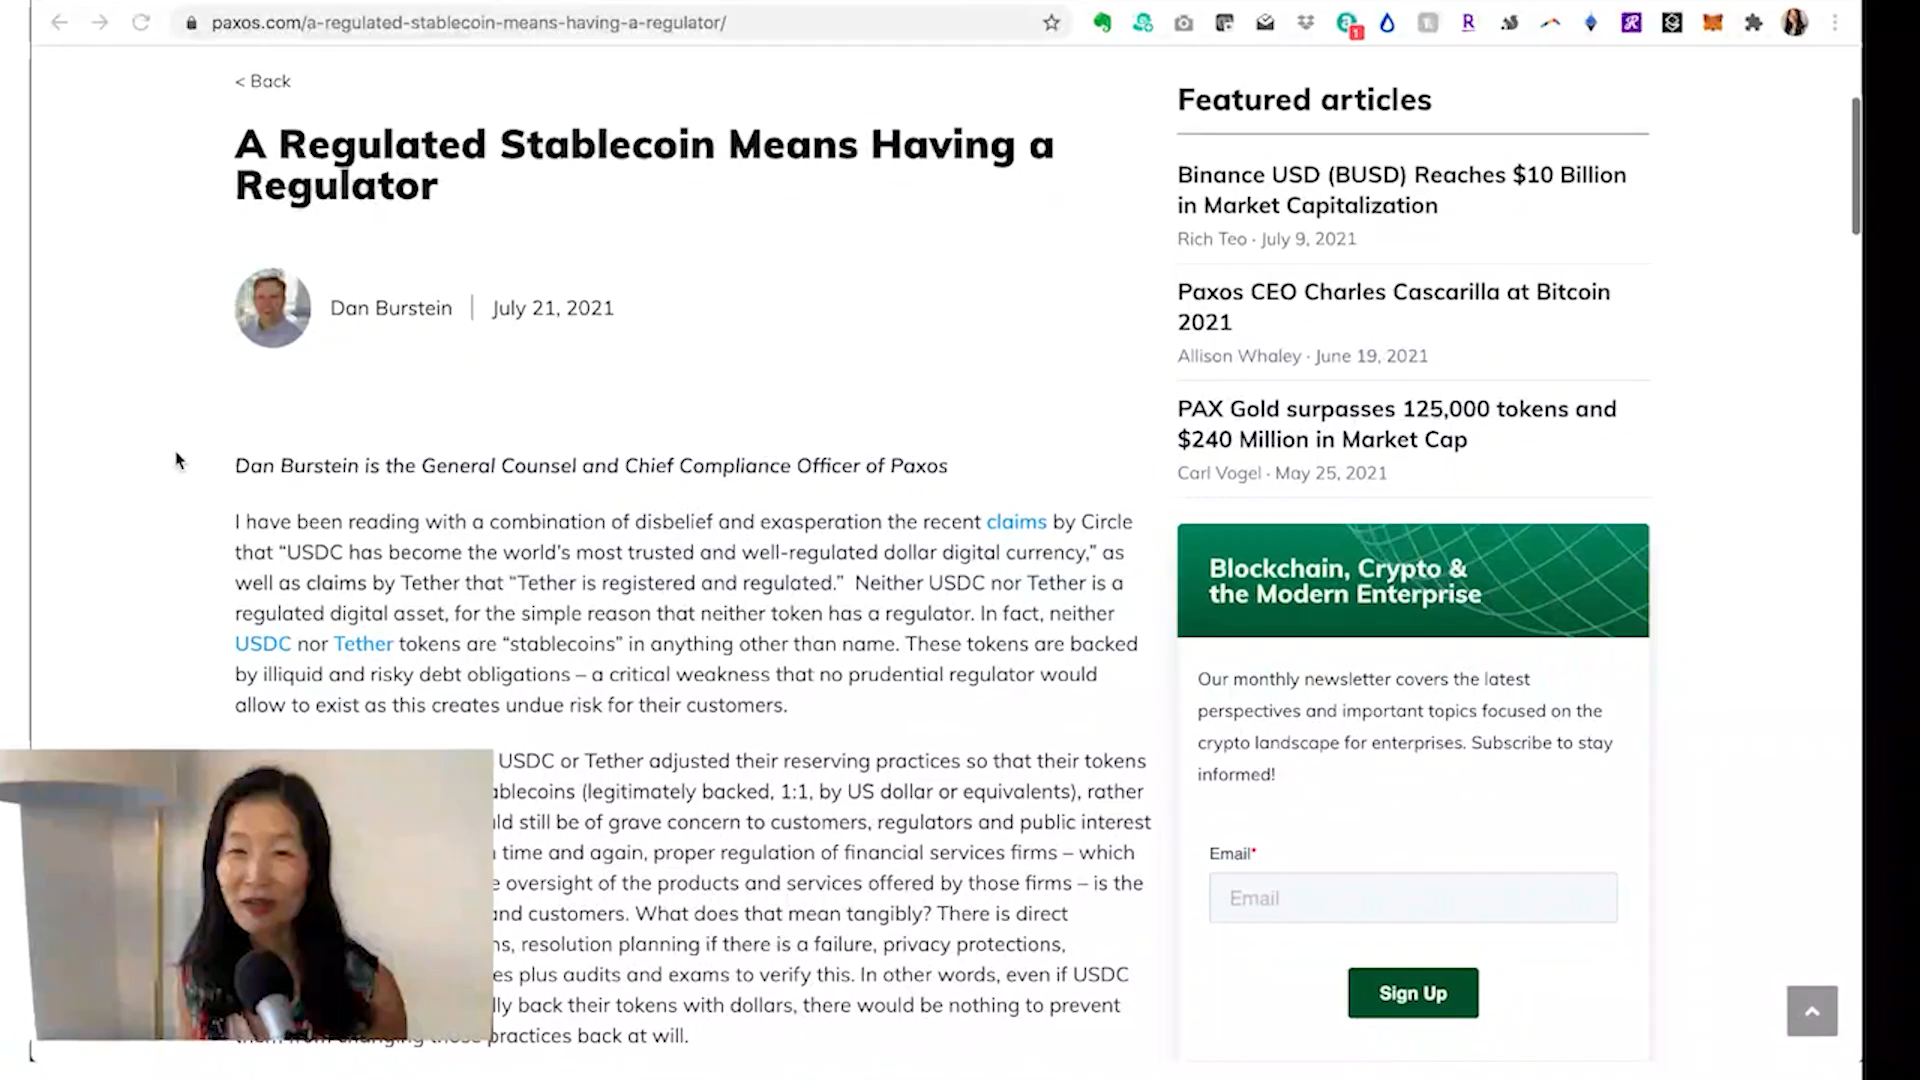 paxos.com/a-regulated-stablecoin-means-having-a-regulator/
< Back
A Regulated Stablecoin Means Having a
Regulator
Dan Burstein | July 21, 2021
Dan Burstein is the General Counsel and Chief Compliance Officer of Paxos
I have been reading with a combination of disbelief and exasperation the recent claims by Circle
that “USDC has become the world’s most trusted and well-regulated dollar digital currency,” as
well as claims by Tether that “Tether is registered and regulated.”  Neither USDC nor Tether is a
regulated digital asset, for the simple reason that neither token has a regulator. In fact, neither
USDC nor Tether tokens are “stablecoins” in anything other than name. These tokens are backed
by illiquid and risky debt obligations – a critical weakness that no prudential regulator would
allow to exist as this creates undue risk for their customers.
USDC or Tether adjusted their reserving practices so that their tokens
(legitimately backed, 1:1, by US dollar or equivalents), rather
still be of grave concern to customers, regulators and public interest
time and again, proper regulation of financial services firms – which
oversight of the products and services offered by those firms – is the
customers. What does that mean tangibly? There is direct
resolution planning if there is a failure, privacy protections,
plus audits and exams to verify this. In other words, even if USDC
back their tokens with dollars, there would be nothing to prevent
practices back at will.
Featured articles
Binance USD (BUSD) Reaches $10 Billion
in Market Capitalization
Rich Teo · July 9, 2021
Paxos CEO Charles Cascarilla at Bitcoin
2021
Allison Whaley · June 19, 2021
PAX Gold surpasses 125,000 tokens and
$240 Million in Market Cap
Carl Vogel · May 25, 2021
Blockchain, Crypto &
the Modern Enterprise
Our monthly newsletter covers the latest
perspectives and important topics focused on the
crypto landscape for enterprises. Subscribe to stay
informed!
Email*
Email
Sign Up